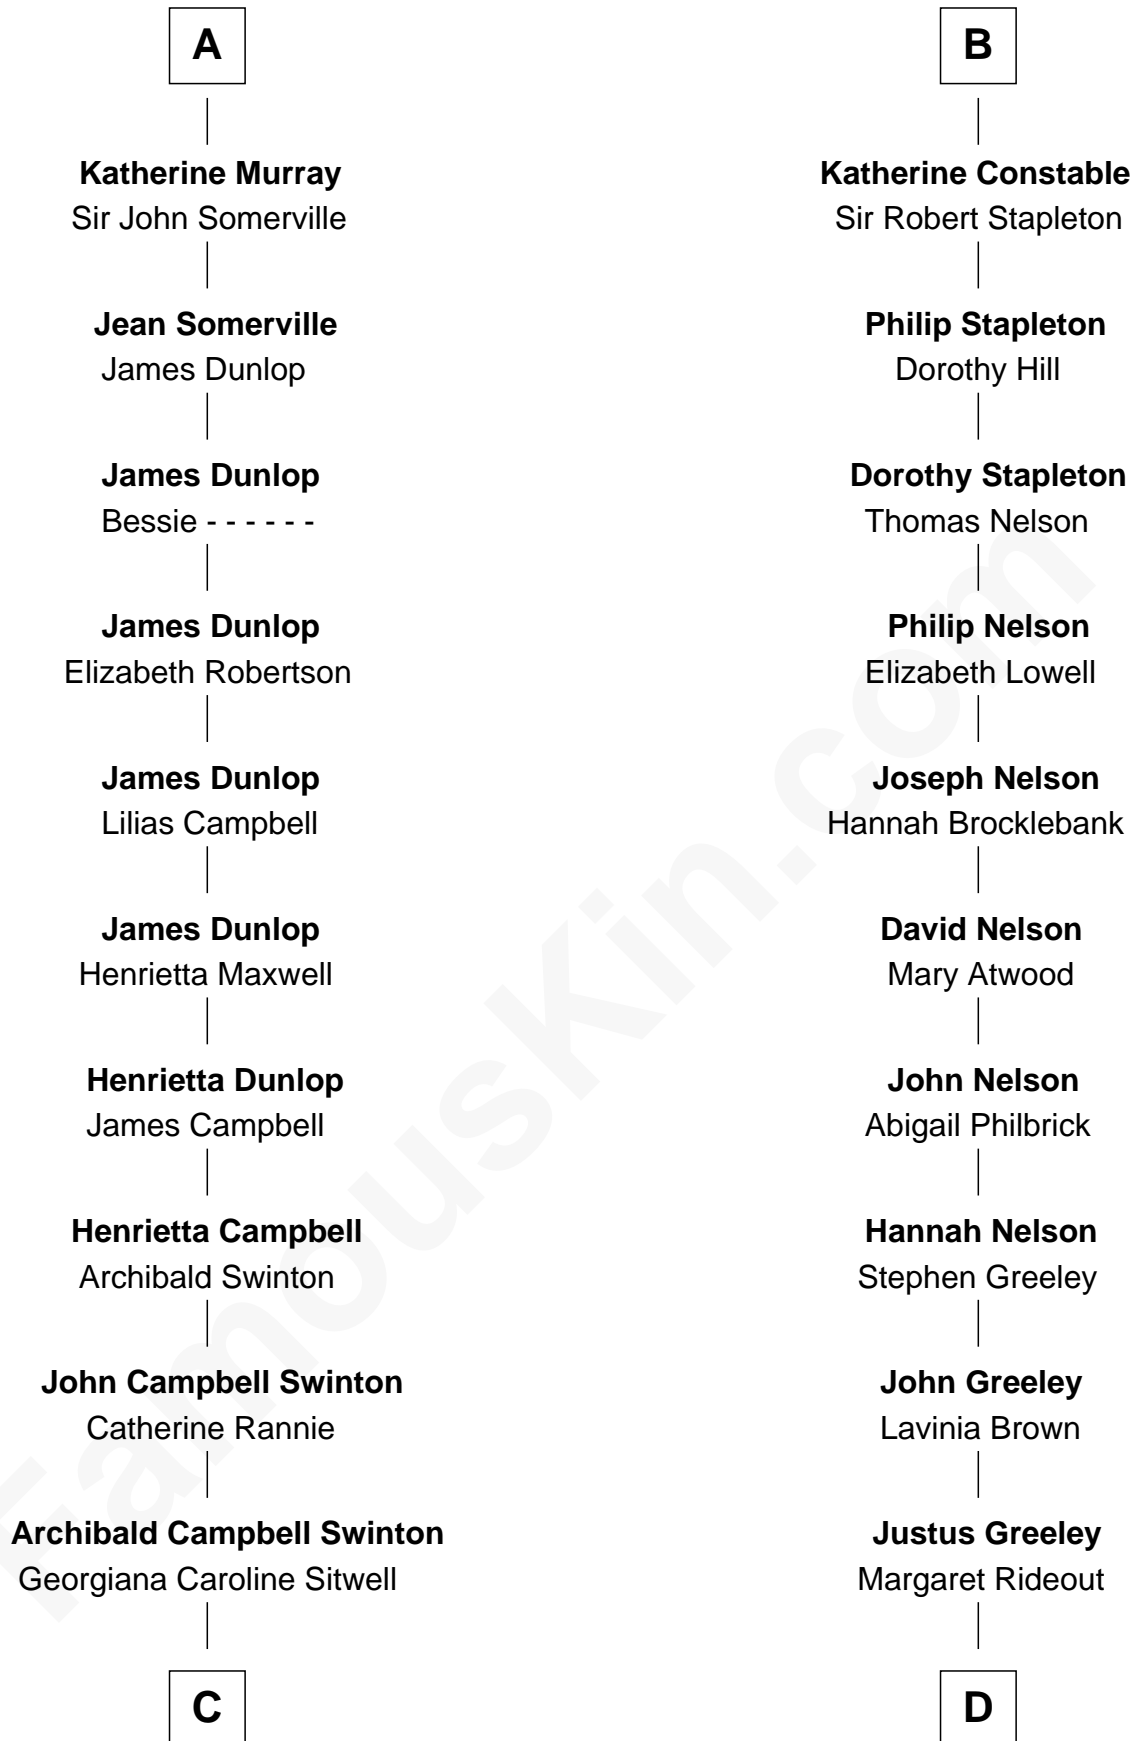 A
Katherine Murray
Sir John Somerville
Jean Somerville
James Dunlop
James Dunlop
Bessie - - - - - -
James Dunlop
Elizabeth Robertson
James Dunlop
Lilias Campbell
James Dunlop
Henrietta Maxwell
Henrietta Dunlop
James Campbell
Henrietta Campbell
Archibald Swinton
John Campbell Swinton
Catherine Rannie
Archibald Campbell Swinton
Georgiana Caroline Sitwell
C
B
Katherine Constable
Sir Robert Stapleton
Philip Stapleton
Dorothy Hill
Dorothy Stapleton
Thomas Nelson
Philip Nelson
Elizabeth Lowell
Joseph Nelson
Hannah Brocklebank
David Nelson
Mary Atwood
John Nelson
Abigail Philbrick
Hannah Nelson
Stephen Greeley
John Greeley
Lavinia Brown
Justus Greeley
Margaret Rideout
D
FamousKin.com